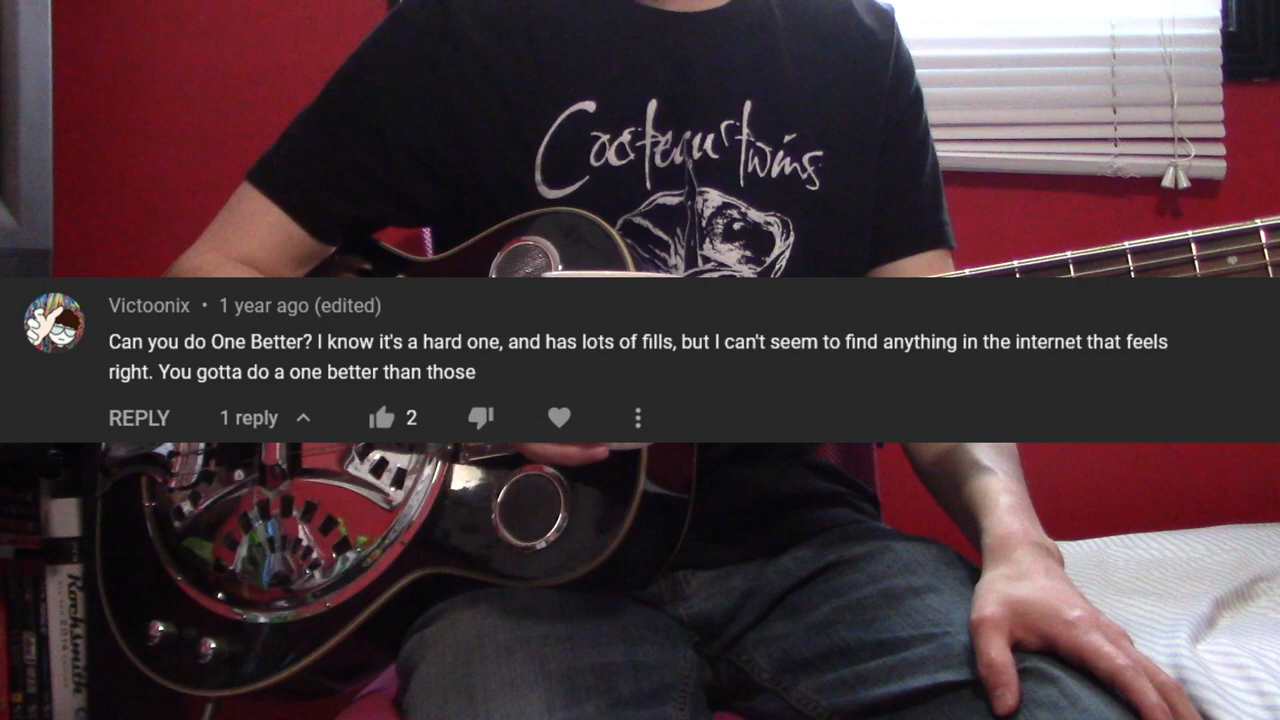 Cocteau twins
Victoonix • 1 year ago (edited)
Can you do One Better? I know it's a hard one, and has lots of fills, but I can't seem to find anything in the internet that feels
right. You gotta do a one better than those
REPLY 1 reply 2
Rocksmith
2014